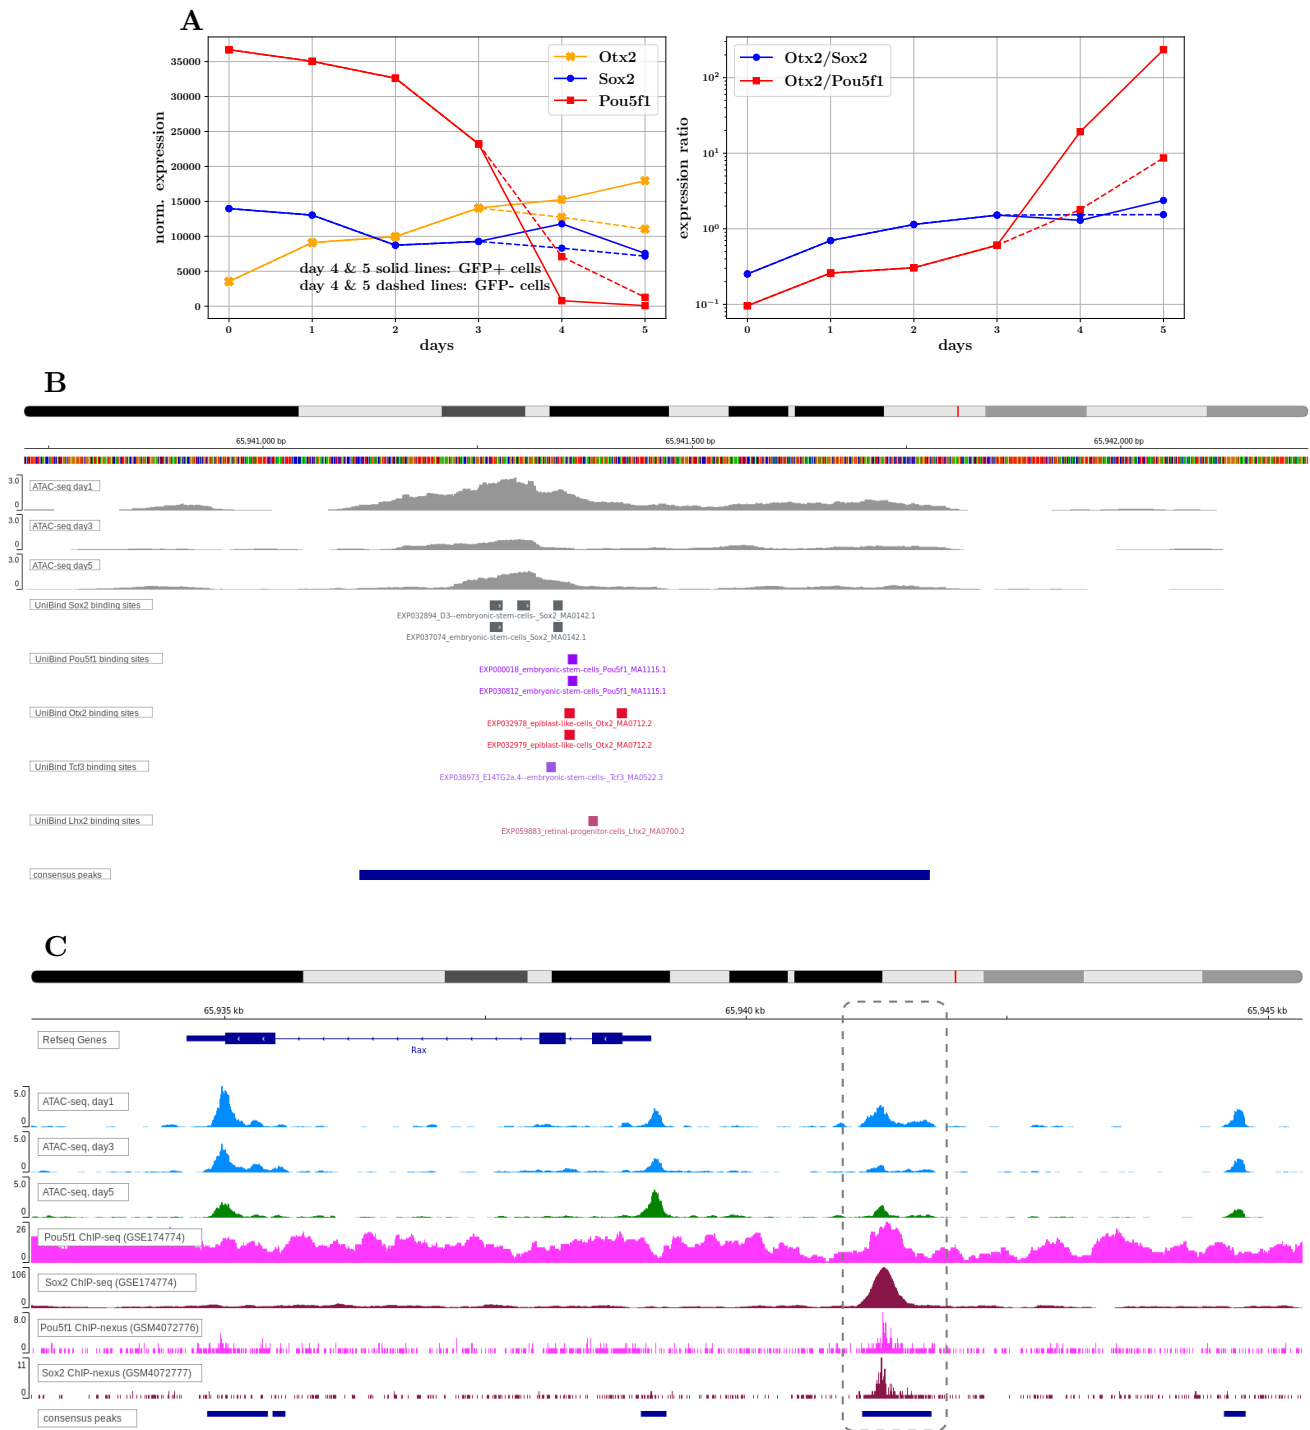 A
norm. expression
35000
30000
25000
20000
15000
10000
5000
0
Otx2
Sox2
Pou5f1
day 4 & 5 solid lines: GFP+ cells
day 4 & 5 dashed lines: GFP- cells
0 1 2 3 4 5
days
expression ratio
10²
10¹
10⁰
10⁻¹
Otx2/Sox2
Otx2/Pou5f1
0 1 2 3 4 5
days
B
65,941,000 bp 65,941,500 bp 65,942,000 bp
3.0
0
ATAC-seq day1
3.0
0
ATAC-seq day3
3.0
0
ATAC-seq day5
UniBind Sox2 binding sites
EXP032894_D3--embryonic-stem-cells-_Sox2_MA0142.1
EXP037074_embryonic-stem-cells_Sox2_MA0142.1
UniBind Pou5f1 binding sites
EXP000018_embryonic-stem-cells_Pou5f1_MA1115.1
EXP030812_embryonic-stem-cells_Pou5f1_MA1115.1
UniBind Otx2 binding sites
EXP032978_epiblast-like-cells_Otx2_MA0712.2
EXP032979_epiblast-like-cells_Otx2_MA0712.2
UniBind Tcf3 binding sites
EXP038973_E14TG2a.4--embryonic-stem-cells-_Tcf3_MA0522.3
UniBind Lhx2 binding sites
EXP059883_retinal-progenitor-cells_Lhx2_MA0700.2
consensus peaks
C
65,935 kb 65,940 kb 65,945 kb
Refseq Genes
Rax
5.0
0
ATAC-seq, day1
5.0
0
ATAC-seq, day3
5.0
0
ATAC-seq, day5
26
0
Pou5f1 ChIP-seq (GSE174774)
106
0
Sox2 ChIP-seq (GSE174774)
8.0
0
Pou5f1 ChIP-nexus (GSM4072776)
11
0
Sox2 ChIP-nexus (GSM4072777)
consensus peaks